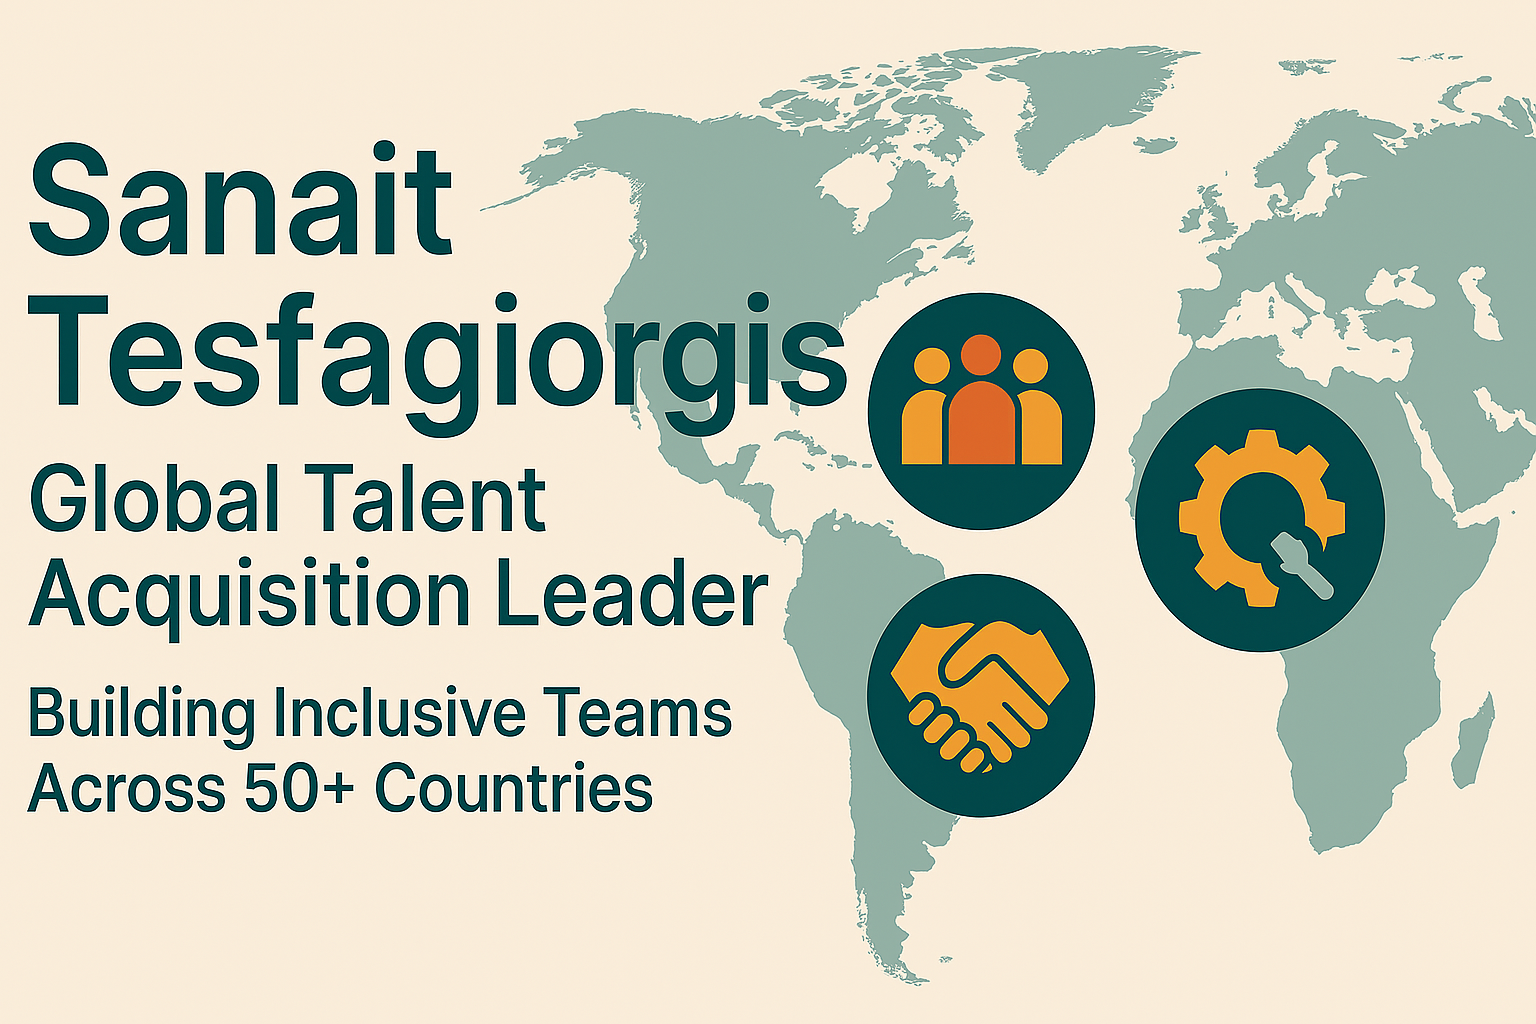 Sanait
Tesfagiorgis
Global Talent
Acquisition Leader
Building Inclusive Teams
Across 50+ Countries